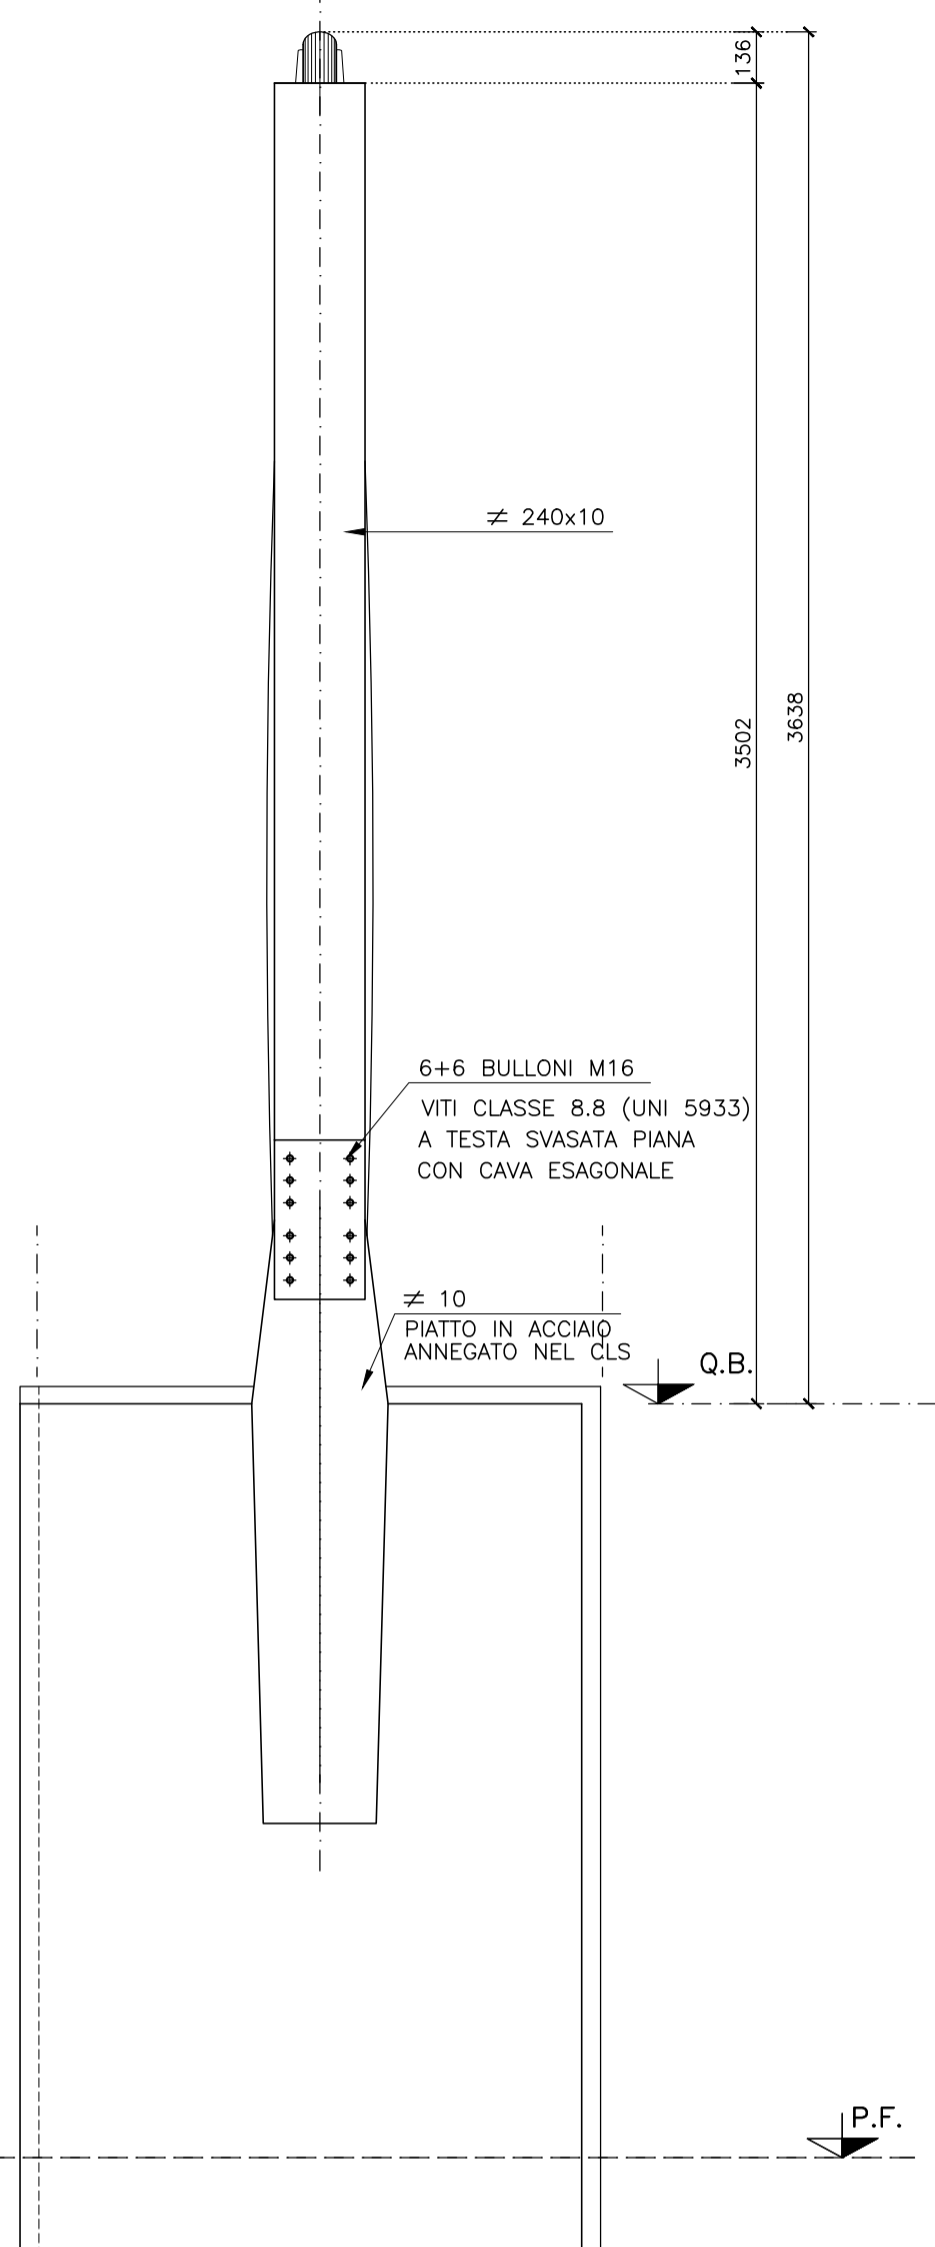 136
≠ 240x10
3502
3638
6+6 BULLONI M16
VITI CLASSE 8.8 (UNI 5933)
A TESTA SVASATA PIANA
CON CAVA ESAGONALE
≠ 10
PIATTO IN ACCIAIO
ANNEGATO NEL CLS
Q.B.
P.F.